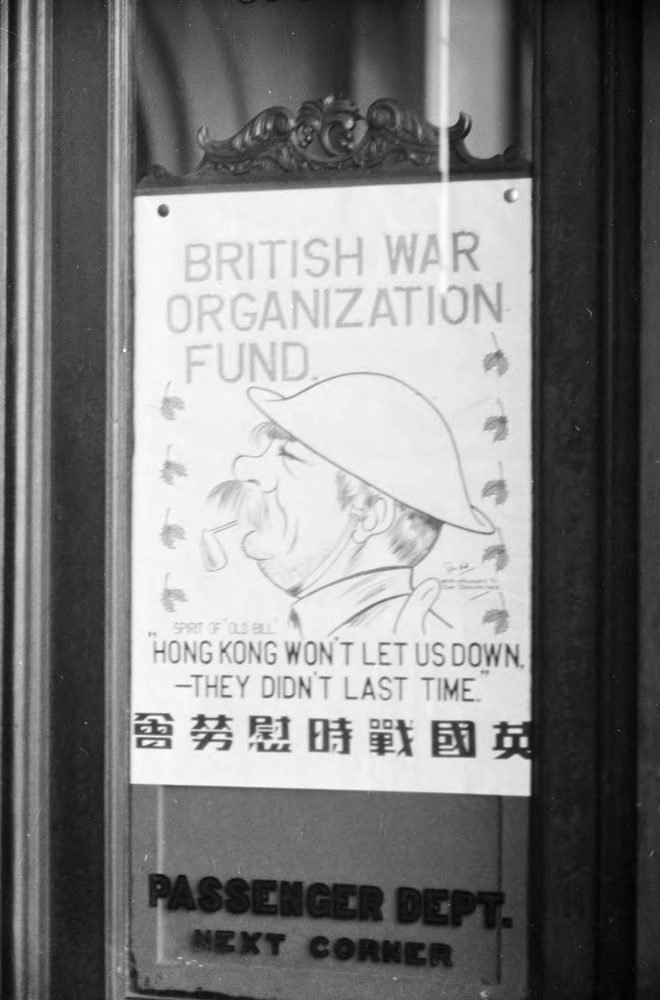 BRITISH WAR
ORGANIZATION
FUND.
SPIRIT OF "OLD BILL"
"HONG KONG WON'T LET US DOWN,
—THEY DIDN'T LAST TIME."
英國戰時慰勞會
PASSENGER DEPT.
NEXT CORNER